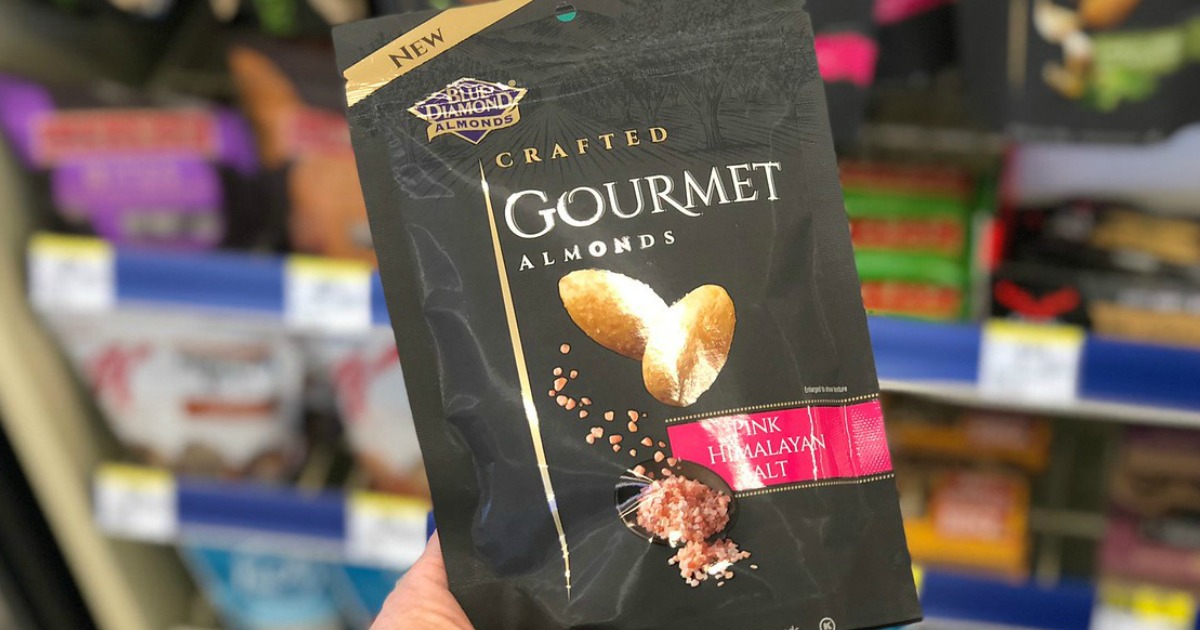 NEW
BLUE
DIAMOND
ALMONDS
CRAFTED
GOURMET
ALMONDS
Enlarged to show texture
PINK
HIMALAYAN
SALT
K